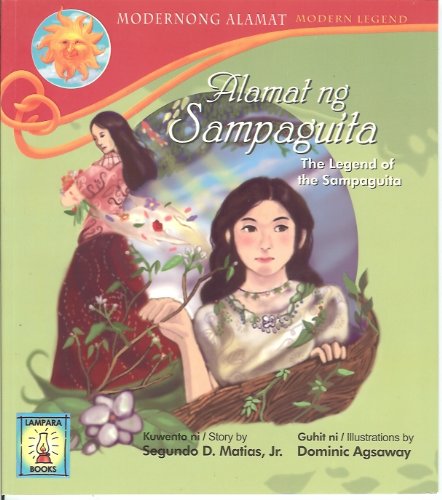 MODERNONG ALAMAT MODERN LEGEND
Alamat ng
Sampaguita
The Legend of
the Sampaguita
LAMPARA
BOOKS
Kuwento ni / Story by
Segundo D. Matias, Jr.
Guhit ni / Illustrations by
Dominic Agsaway